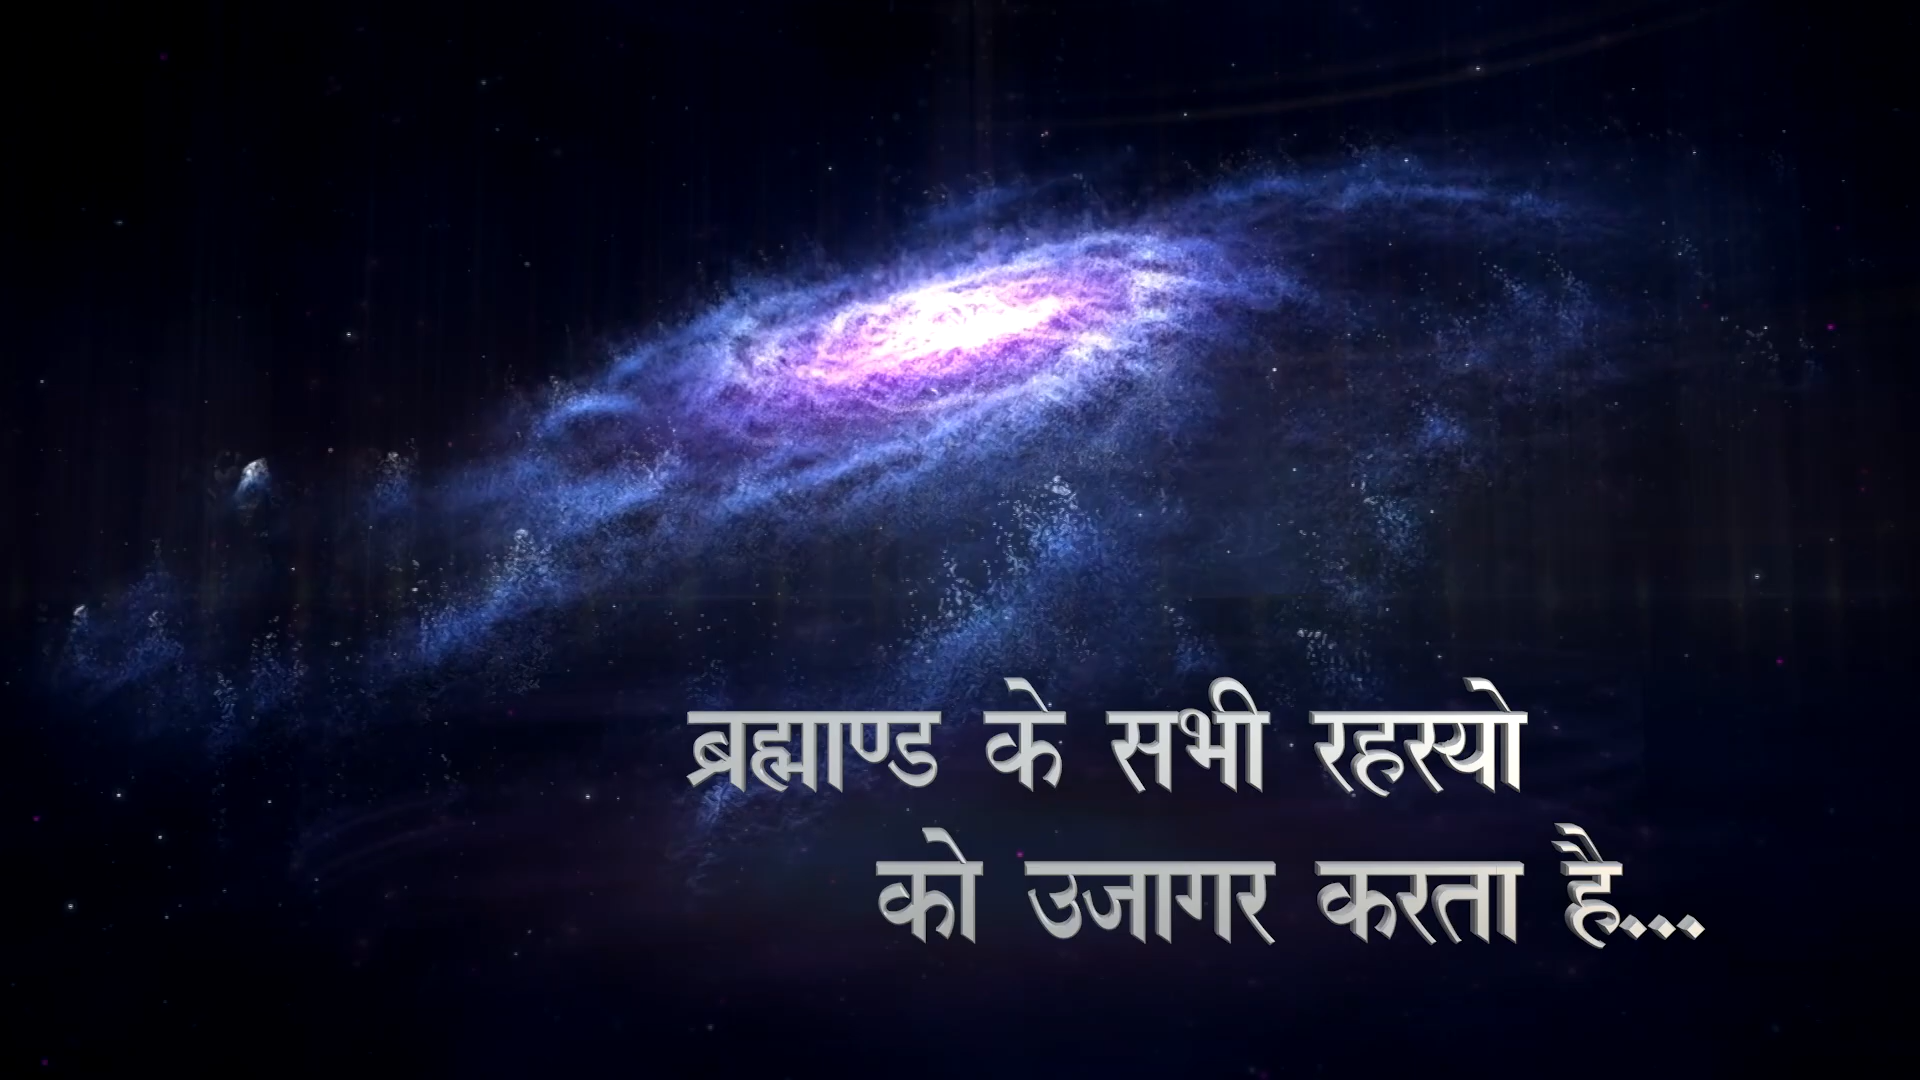 ब्रह्माण्ड के सभी रहस्यो
को उजागर करता है...